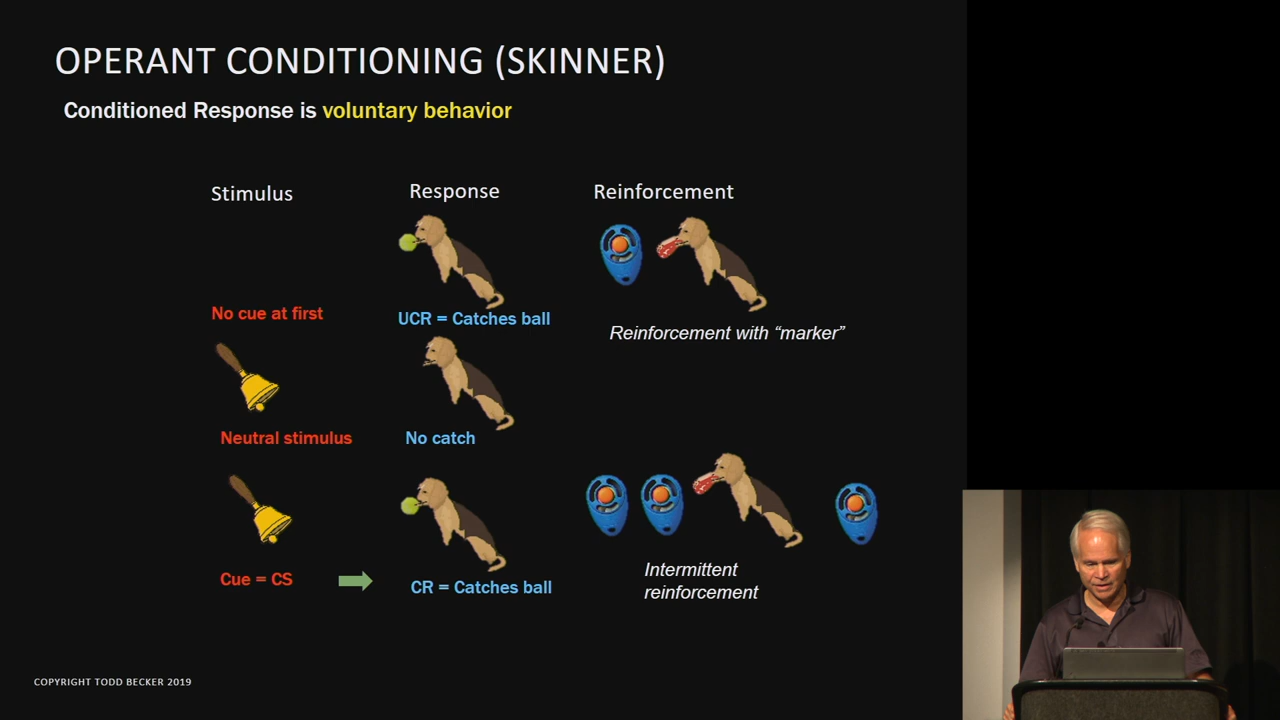 OPERANT CONDITIONING (SKINNER)
Conditioned Response is voluntary behavior
Stimulus
Response
Reinforcement
No cue at first
UCR = Catches ball
Reinforcement with “marker”
Neutral stimulus
No catch
Cue = CS
CR = Catches ball
Intermittent
reinforcement
COPYRIGHT TODD BECKER 2019